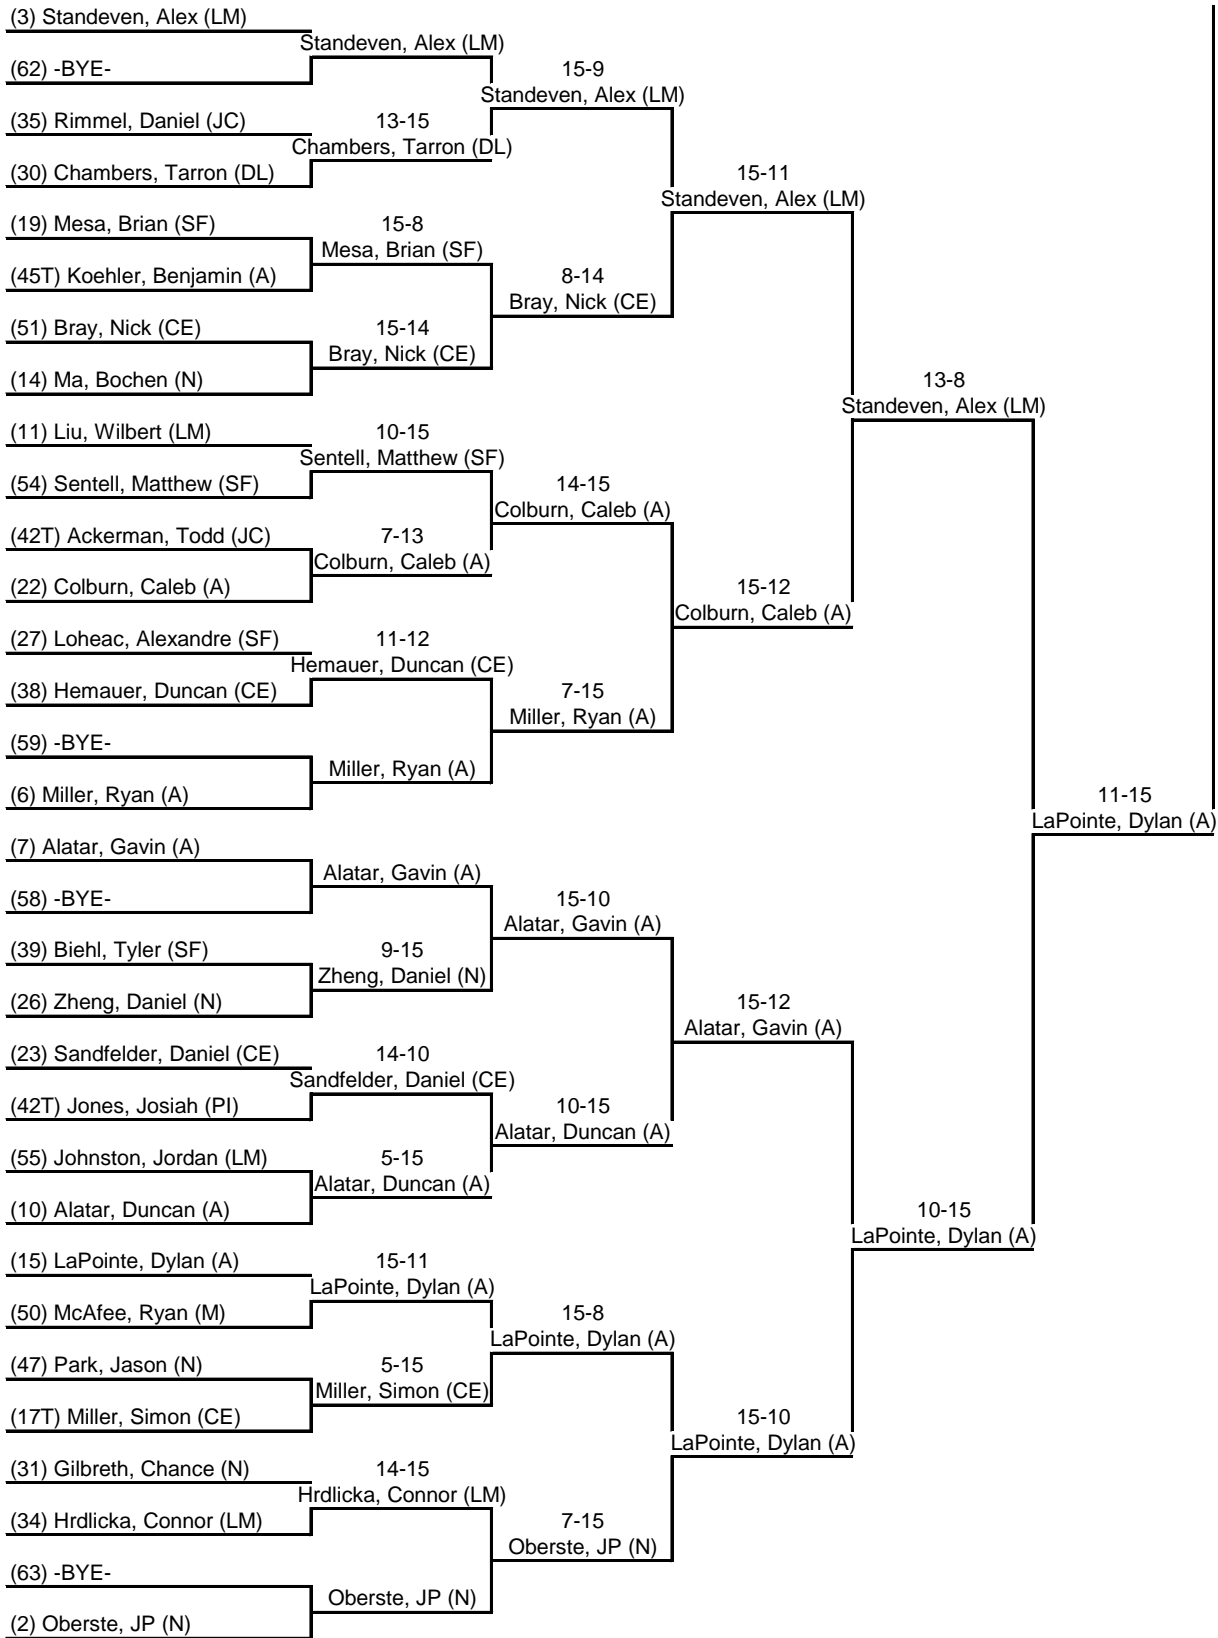 (3) Standeven, Alex (LM)
Standeven, Alex (LM)
(62) -BYE-
15-9
Standeven, Alex (LM)
(35) Rimmel, Daniel (JC)
13-15
Chambers, Tarron (DL)
(30) Chambers, Tarron (DL)
15-11
Standeven, Alex (LM)
(19) Mesa, Brian (SF)
15-8
Mesa, Brian (SF)
(45T) Koehler, Benjamin (A)
8-14
Bray, Nick (CE)
(51) Bray, Nick (CE)
15-14
Bray, Nick (CE)
(14) Ma, Bochen (N)
13-8
Standeven, Alex (LM)
(11) Liu, Wilbert (LM)
10-15
Sentell, Matthew (SF)
(54) Sentell, Matthew (SF)
14-15
Colburn, Caleb (A)
(42T) Ackerman, Todd (JC)
7-13
Colburn, Caleb (A)
(22) Colburn, Caleb (A)
15-12
Colburn, Caleb (A)
(27) Loheac, Alexandre (SF)
11-12
Hemauer, Duncan (CE)
(38) Hemauer, Duncan (CE)
7-15
Miller, Ryan (A)
(59) -BYE-
Miller, Ryan (A)
(6) Miller, Ryan (A)
11-15
LaPointe, Dylan (A)
(7) Alatar, Gavin (A)
Alatar, Gavin (A)
(58) -BYE-
15-10
Alatar, Gavin (A)
(39) Biehl, Tyler (SF)
9-15
Zheng, Daniel (N)
(26) Zheng, Daniel (N)
15-12
Alatar, Gavin (A)
(23) Sandfelder, Daniel (CE)
14-10
Sandfelder, Daniel (CE)
(42T) Jones, Josiah (PI)
10-15
Alatar, Duncan (A)
(55) Johnston, Jordan (LM)
5-15
Alatar, Duncan (A)
(10) Alatar, Duncan (A)
10-15
LaPointe, Dylan (A)
(15) LaPointe, Dylan (A)
15-11
LaPointe, Dylan (A)
(50) McAfee, Ryan (M)
15-8
LaPointe, Dylan (A)
(47) Park, Jason (N)
5-15
Miller, Simon (CE)
(17T) Miller, Simon (CE)
15-10
LaPointe, Dylan (A)
(31) Gilbreth, Chance (N)
14-15
Hrdlicka, Connor (LM)
(34) Hrdlicka, Connor (LM)
7-15
Oberste, JP (N)
(63) -BYE-
Oberste, JP (N)
(2) Oberste, JP (N)